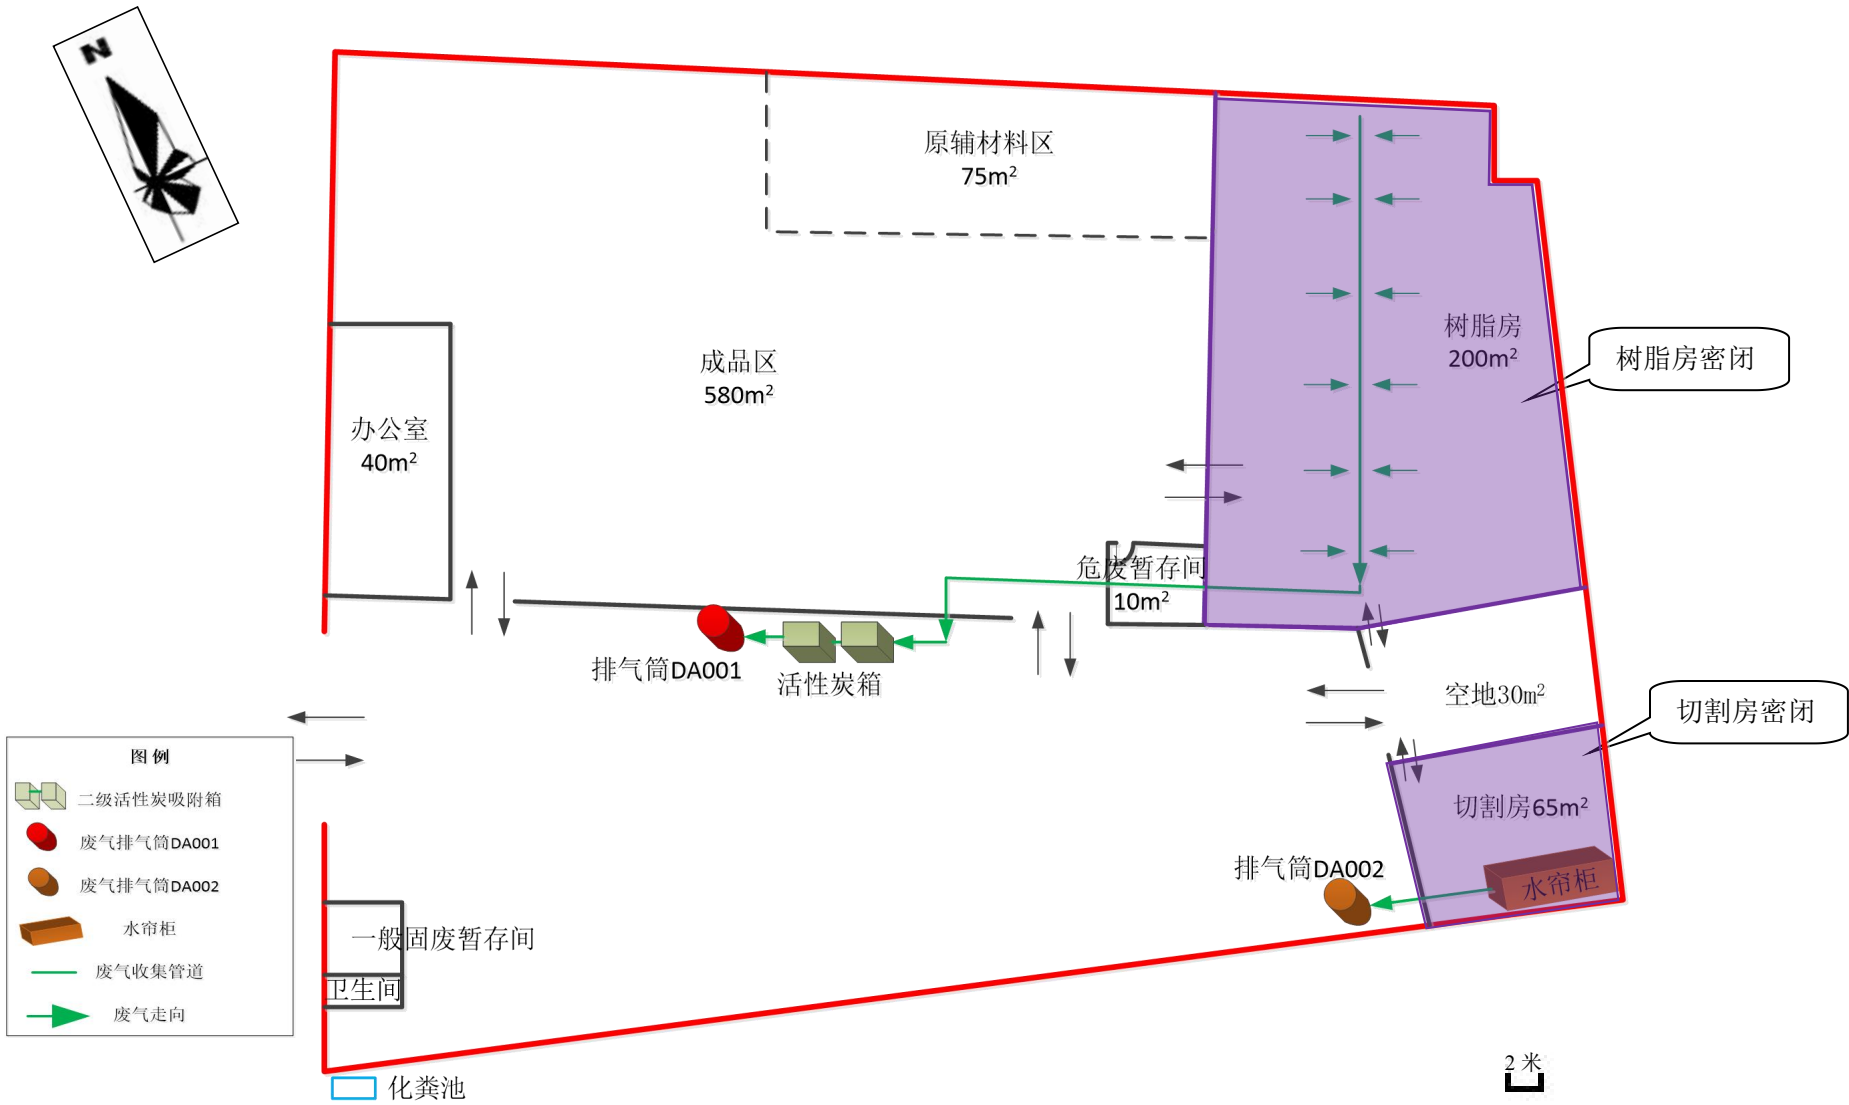 N
原辅材料区
75m²
树脂房
200m²
树脂房密闭
成品区
580m²
办公室
40m²
危废暂存间
10m²
排气筒DA001
活性炭箱
空地30m²
切割房密闭
图 例
二级活性炭吸附箱
废气排气筒DA001
废气排气筒DA002
水帘柜
废气收集管道
废气走向
切割房65m²
排气筒DA002
水帘柜
一般固废暂存间
卫生间
化粪池
2 米